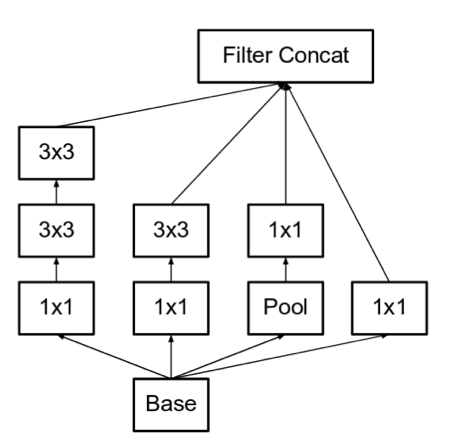 Filter Concat
3x3
3x3
3x3
1x1
1x1
1x1
Pool
1x1
Base